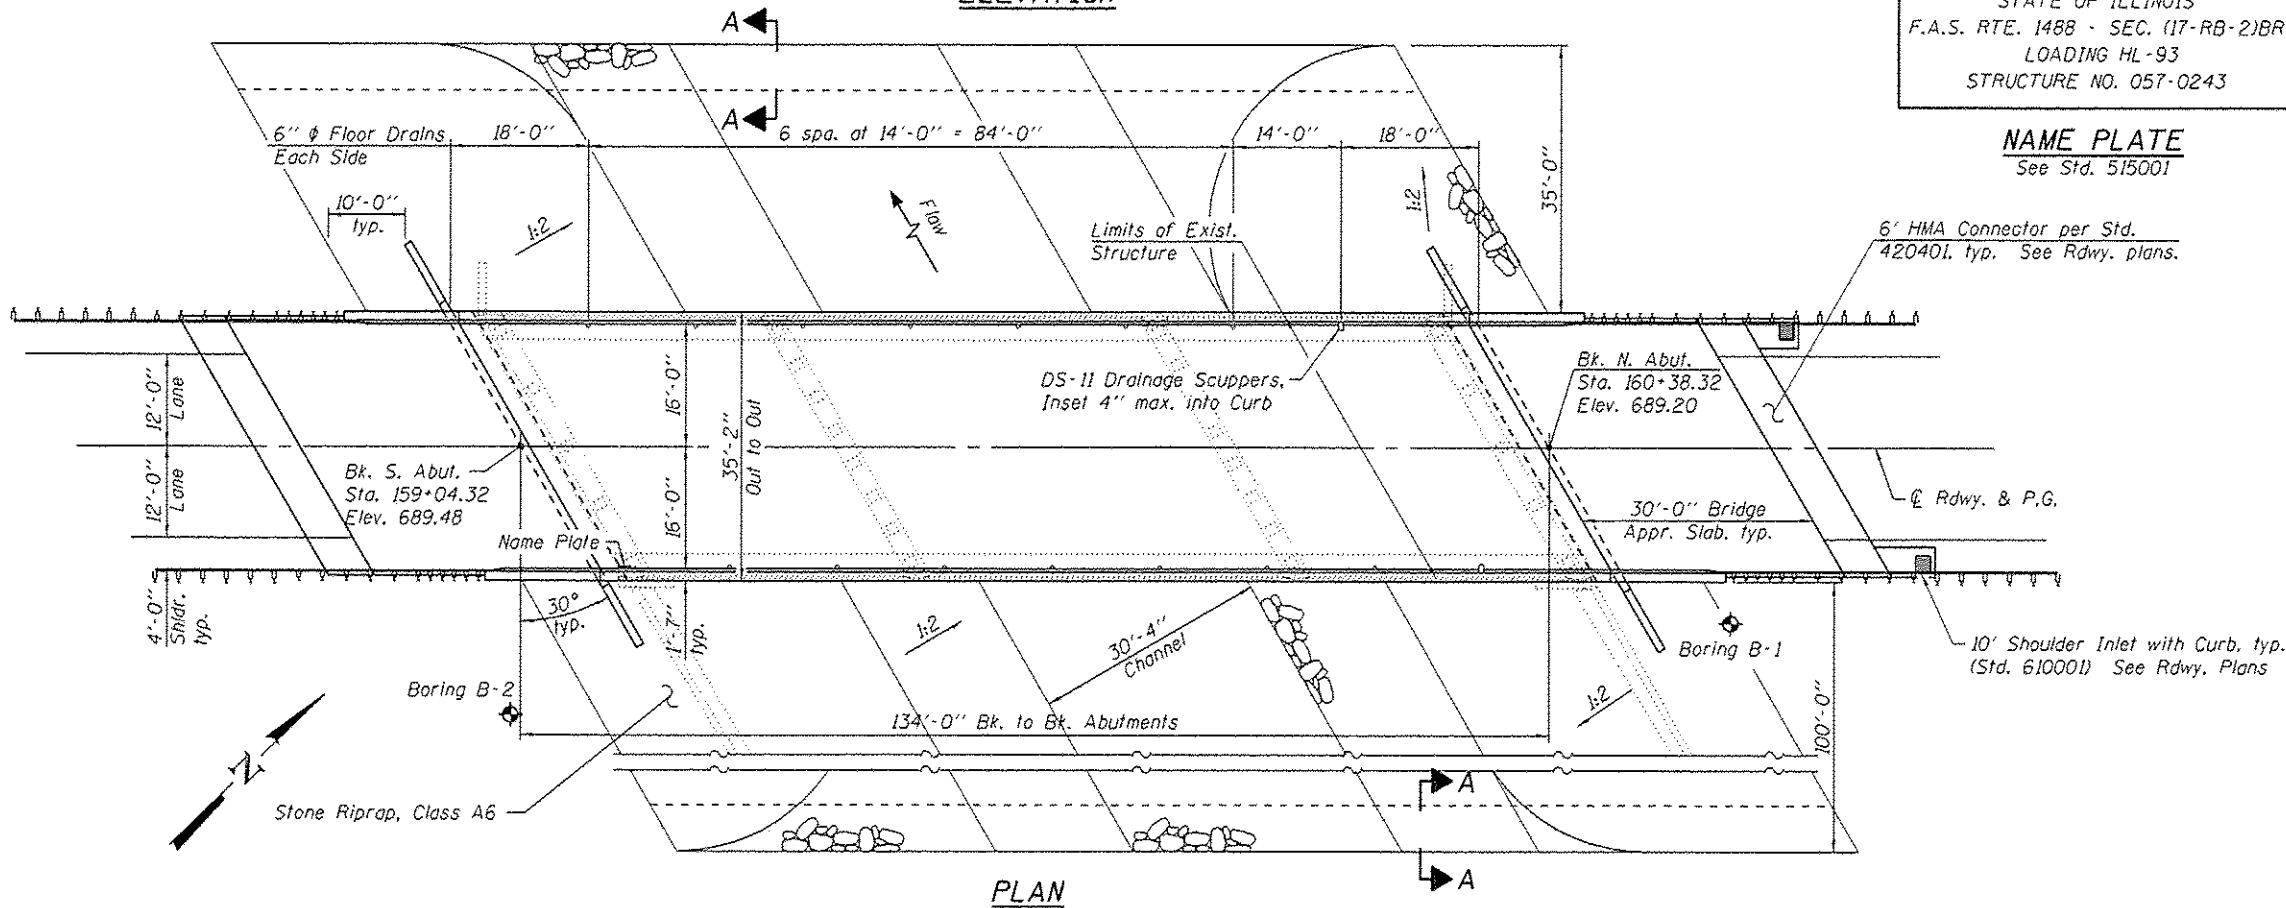 ELEVATION
STATE OF ILLINOIS
F.A.S. RTE. 1488 - SEC. (17-RB-2)BR
LOADING HL-93
STRUCTURE NO. 057-0243
NAME PLATE
See Std. 515001
A
A
6" ϕ Floor Drains
Each Side
18'-0"
6 spa. at 14'-0" = 84'-0"
14'-0"
18'-0"
35'-0"
10'-0"
typ.
1:2
Flow
1:2
Limits of Exist.
Structure
6' HMA Connector per Std.
420401. typ. See Rdwy. plans.
12'-0"
Lane
12'-0"
Lane
16'-0"
16'-0"
35'-2"
Out to Out
DS-11 Drainage Scuppers,
Inset 4" max. into Curb
Bk. N. Abut.
Sta. 160+38.32
Elev. 689.20
Bk. S. Abut.
Sta. 159+04.32
Elev. 689.48
Name Plate
℄ Rdwy. & P.G.
30'-0" Bridge
Appr. Slab. typ.
4'-0"
Shldr.
typ.
30°
typ.
1'-7"
typ.
1:2
30'-4"
Channel
Boring B-1
1:2
10' Shoulder Inlet with Curb, typ.
(Std. 610001) See Rdwy. Plans
Boring B-2
134'-0" Bk. to Bk. Abutments
100'-0"
N
Stone Riprap, Class A6
A
A
PLAN